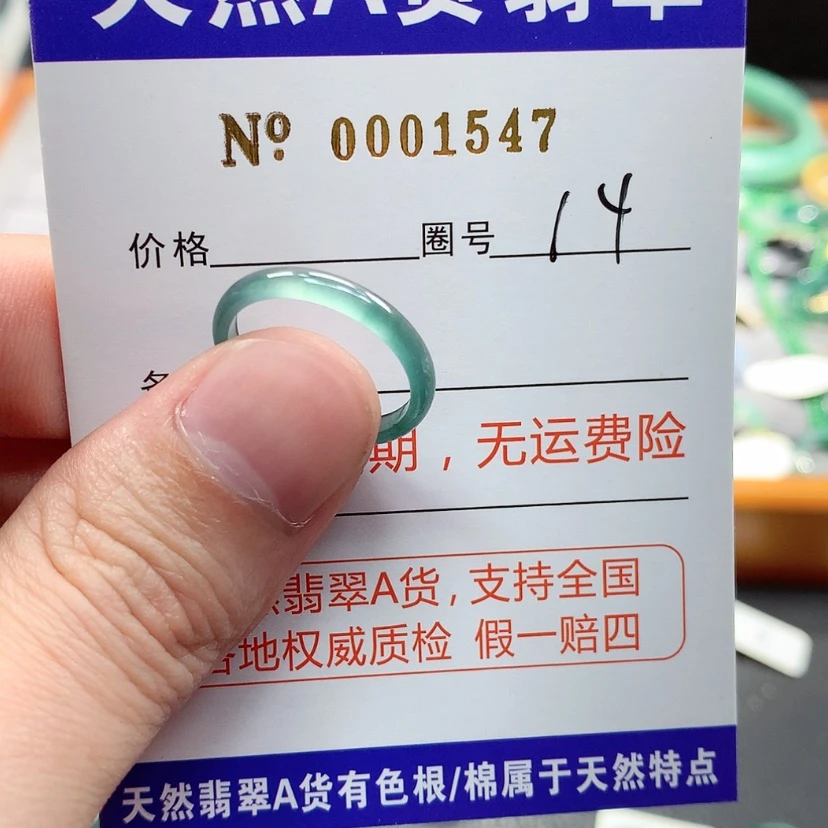 天然A货翡翠
Nº 0001547
价格 圈号 14
期，无运费险
然翡翠A货，支持全国
各地权威质检 假一赔四
天然翡翠A货有色根/棉属于天然特点